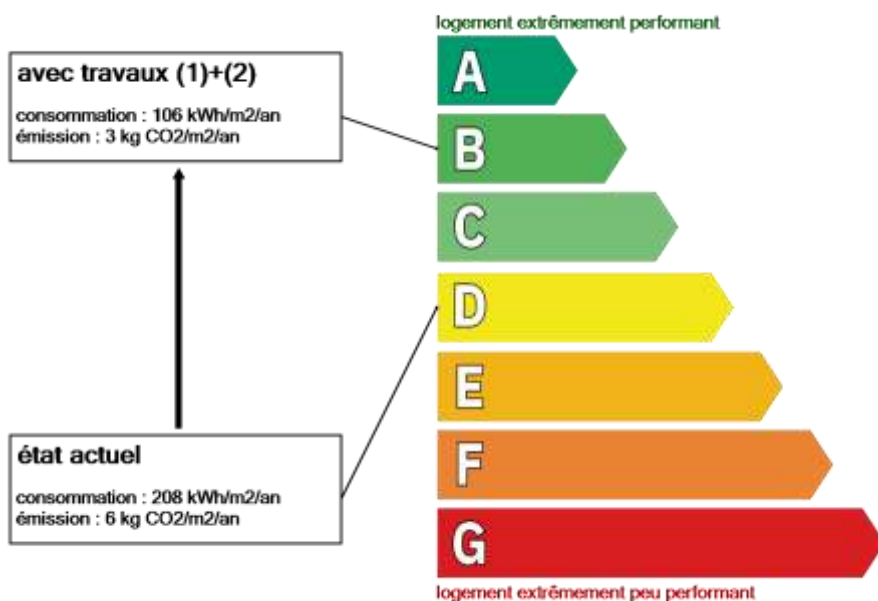 logement extrêmement performant
avec travaux (1)+(2)
consommation : 106 kWh/m2/an
émission : 3 kg CO2/m2/an
A
B
C
D
E
F
G
état actuel
consommation : 208 kWh/m2/an
émission : 6 kg CO2/m2/an
logement extrêmement peu performant